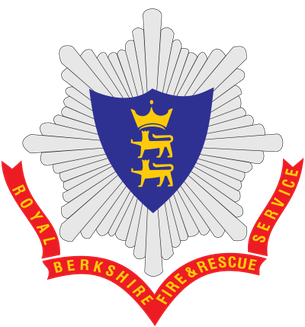 ROYAL
BERKSHIRE
FIRE & RESCUE
SERVICE